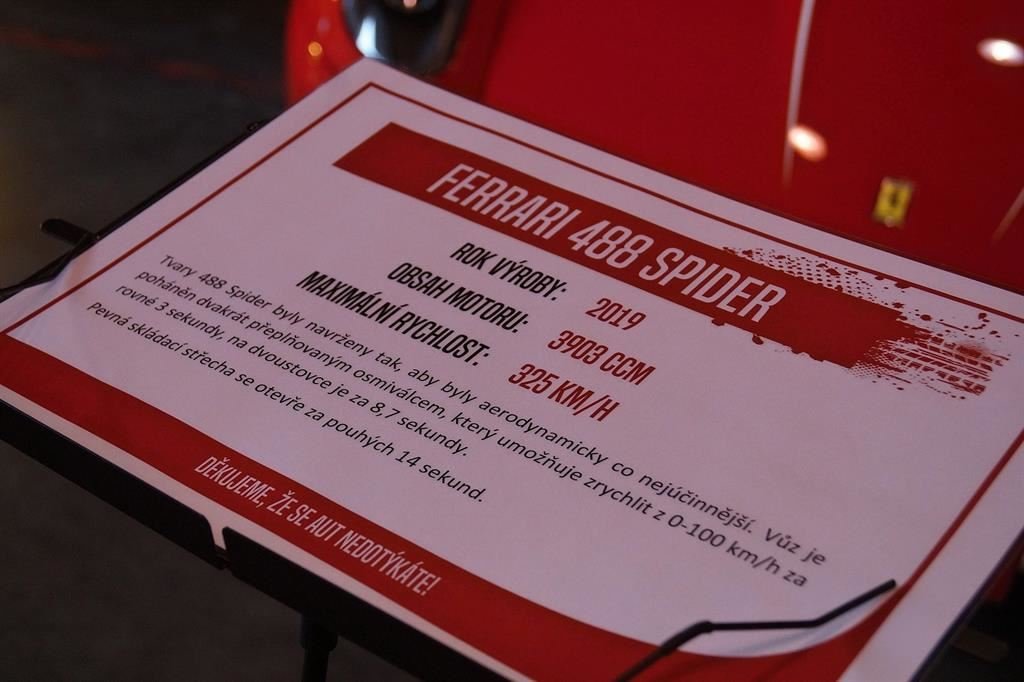 FERRARI 488 SPIDER
ROK VÝROBY: 2019
OBSAH MOTORU: 3903 CCM
MAXIMÁLNÍ RYCHLOST: 325 KM/H
Tvary 488 Spider byly navrženy tak, aby byly aerodynamicky co nejúčinnější. Vůz je
poháněn dvakrát přeplňovaným osmiválcem, který umožňuje zrychlit z 0-100 km/h za
rovné 3 sekundy, na dvoustovce je za 8,7 sekundy.
Pevná skládací střecha se otevře za pouhých 14 sekund.
DĚKUJEME, ŽE SE AUT NEDOTÝKÁTE!